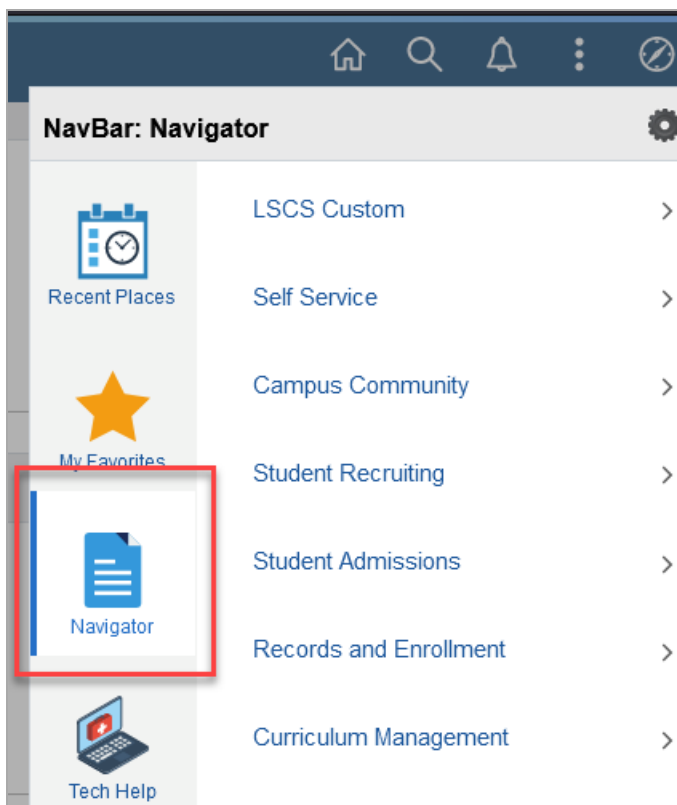 NavBar: Navigator
Recent Places
My Favorites
Navigator
Tech Help
LSCS Custom
Self Service
Campus Community
Student Recruiting
Student Admissions
Records and Enrollment
Curriculum Management